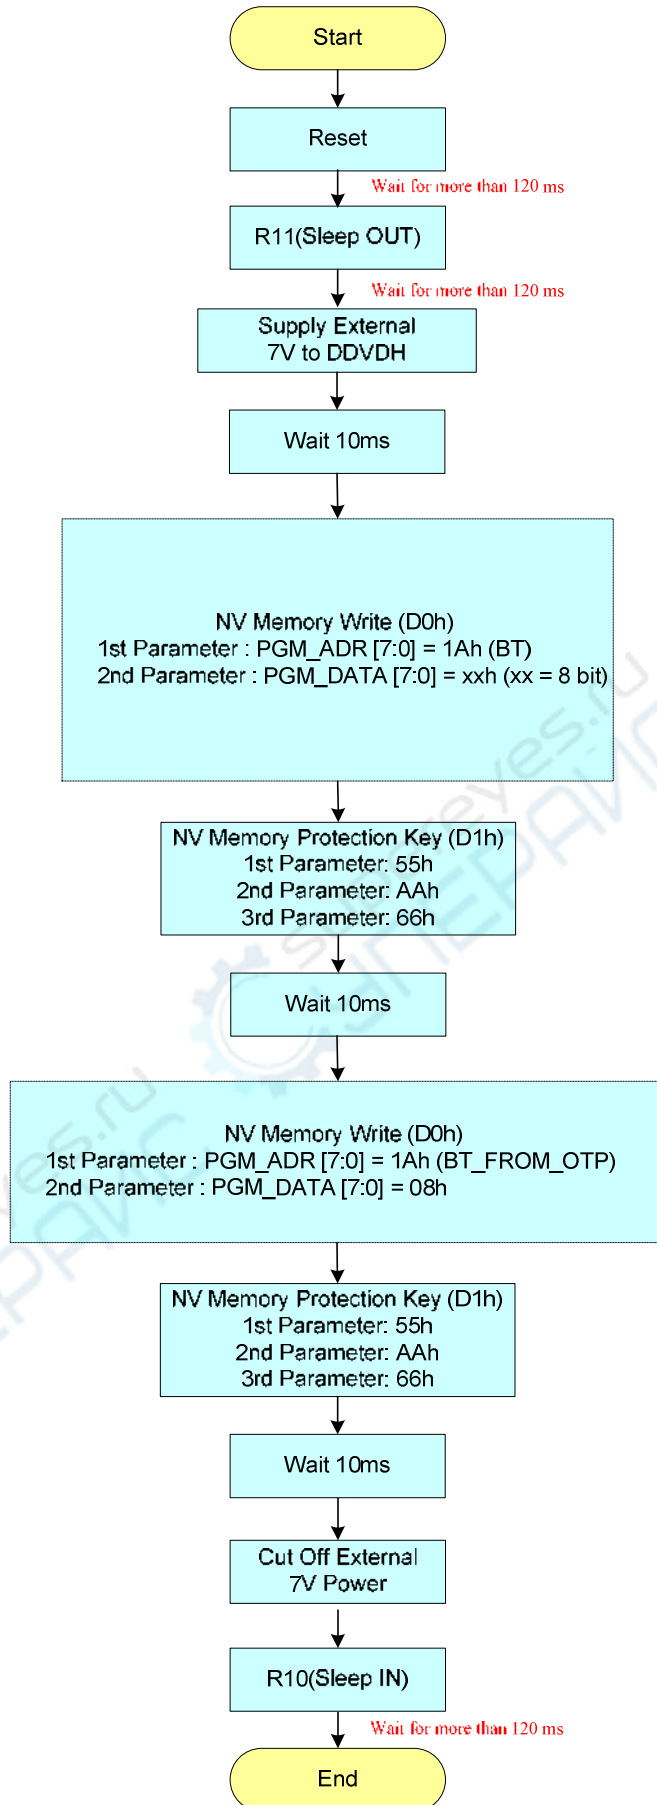 Start
Reset
Wait for more than 120 ms
R11(Sleep OUT)
Wait for more than 120 ms
Supply External
7V to DDVDH
Wait 10ms
NV Memory Write (D0h)
1st Parameter : PGM_ADR [7:0] = 1Ah (BT)
2nd Parameter : PGM_DATA [7:0] = xxh (xx = 8 bit)
NV Memory Protection Key (D1h)
1st Parameter: 55h
2nd Parameter: AAh
3rd Parameter: 66h
Wait 10ms
NV Memory Write (D0h)
1st Parameter : PGM_ADR [7:0] = 1Ah (BT_FROM_OTP)
2nd Parameter : PGM_DATA [7:0] = 08h
NV Memory Protection Key (D1h)
1st Parameter: 55h
2nd Parameter: AAh
3rd Parameter: 66h
Wait 10ms
Cut Off External
7V Power
R10(Sleep IN)
Wait for more than 120 ms
End